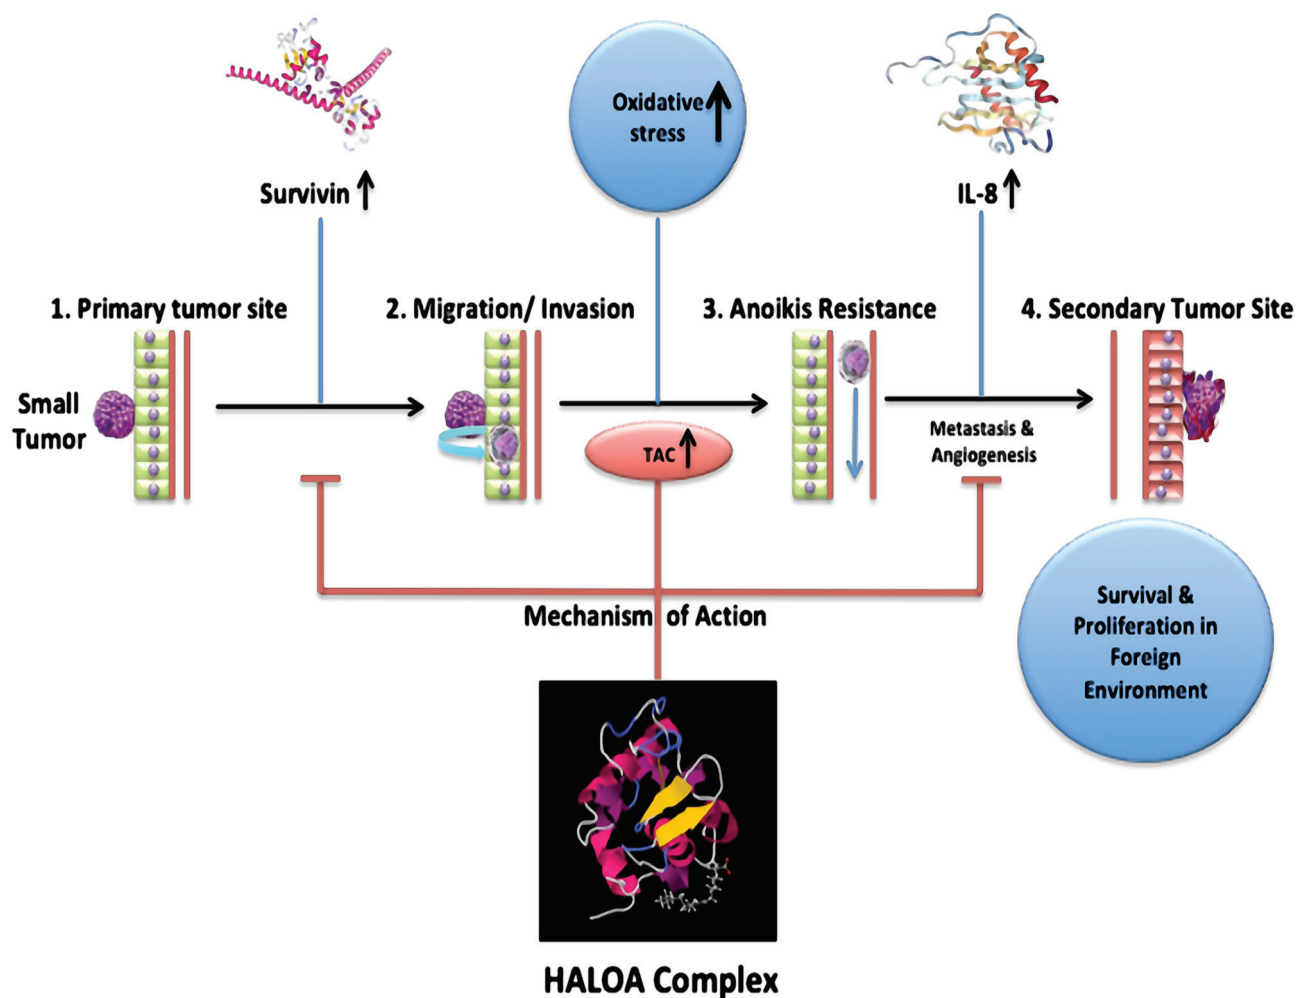 Oxidative
stress
Survivin
IL-8
1. Primary tumor site
2. Migration/ Invasion
3. Anoikis Resistance
4. Secondary Tumor Site
Small
Tumor
TAC
Metastasis &
Angiogenesis
Mechanism of Action
Survival &
Proliferation in
Foreign
Environment
HALOA Complex